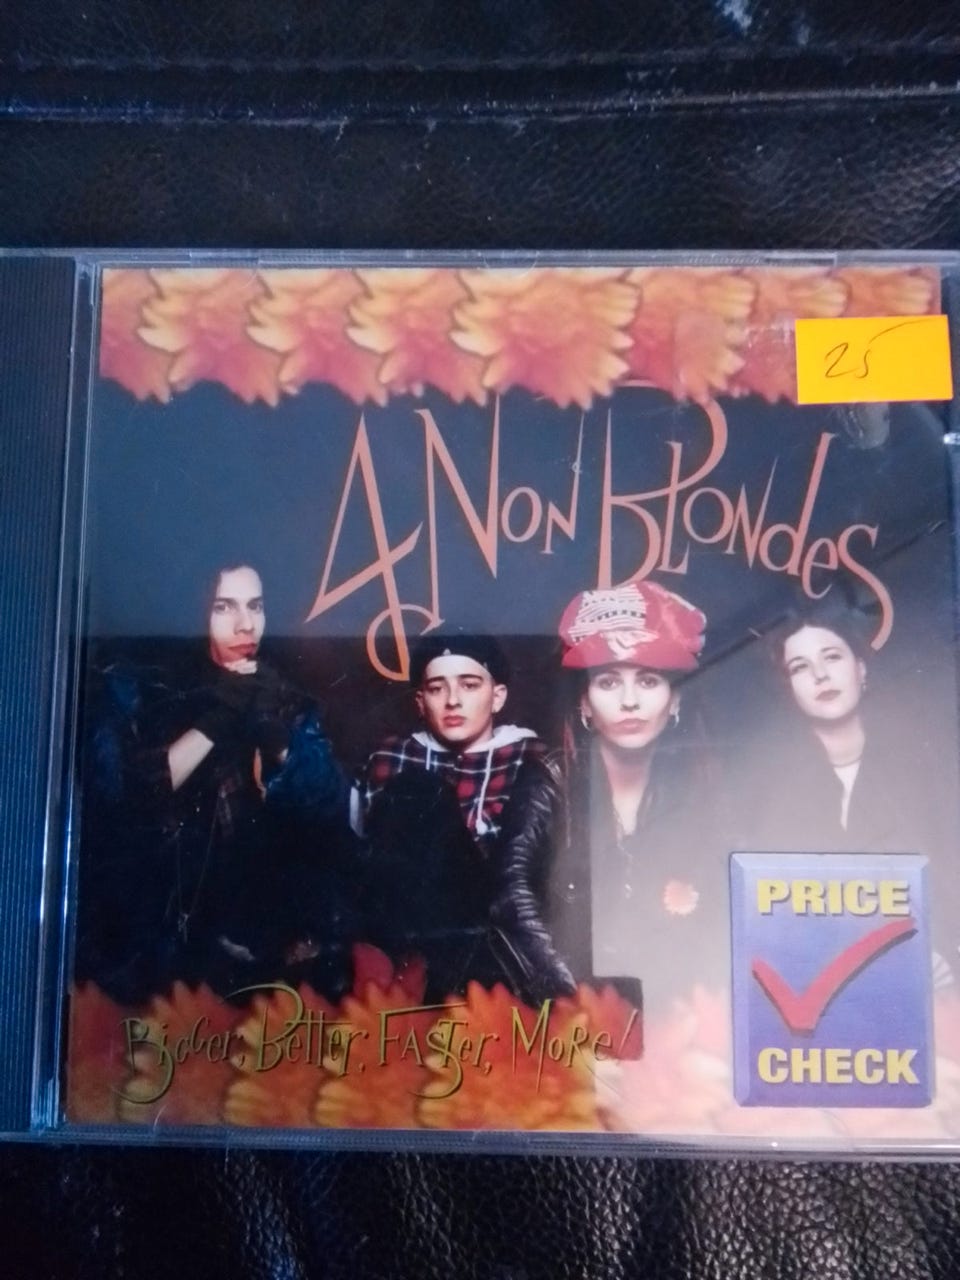 25
4 Non Blondes
Bigger, Better, Faster, More!
PRICE
CHECK